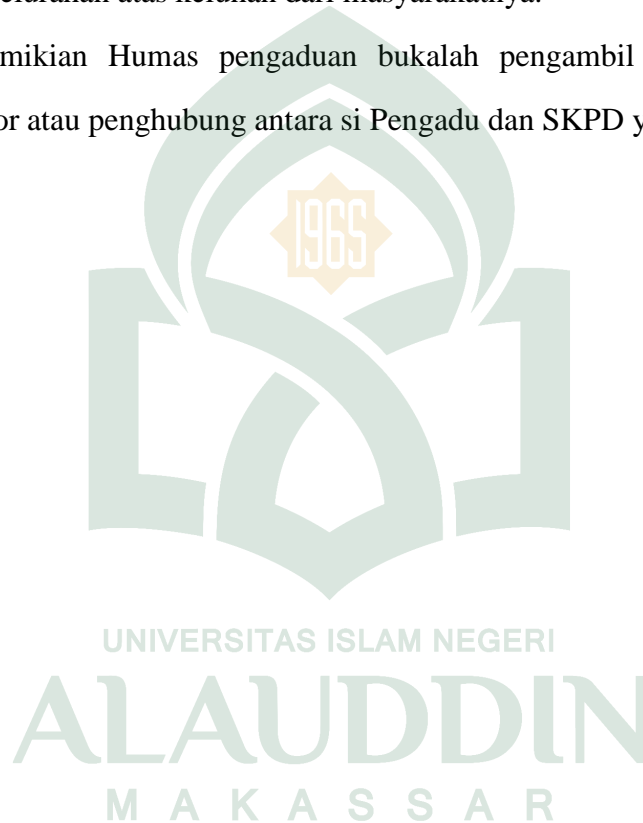 atas keluhan dari masyarakatnya.
mikian Humas pengaduan bukalah pengambil
or atau penghubung antara si Pengadu dan SKPD y
1965
UNIVERSITAS ISLAM NEGERI
ALAUDDIN
MAKASSAR